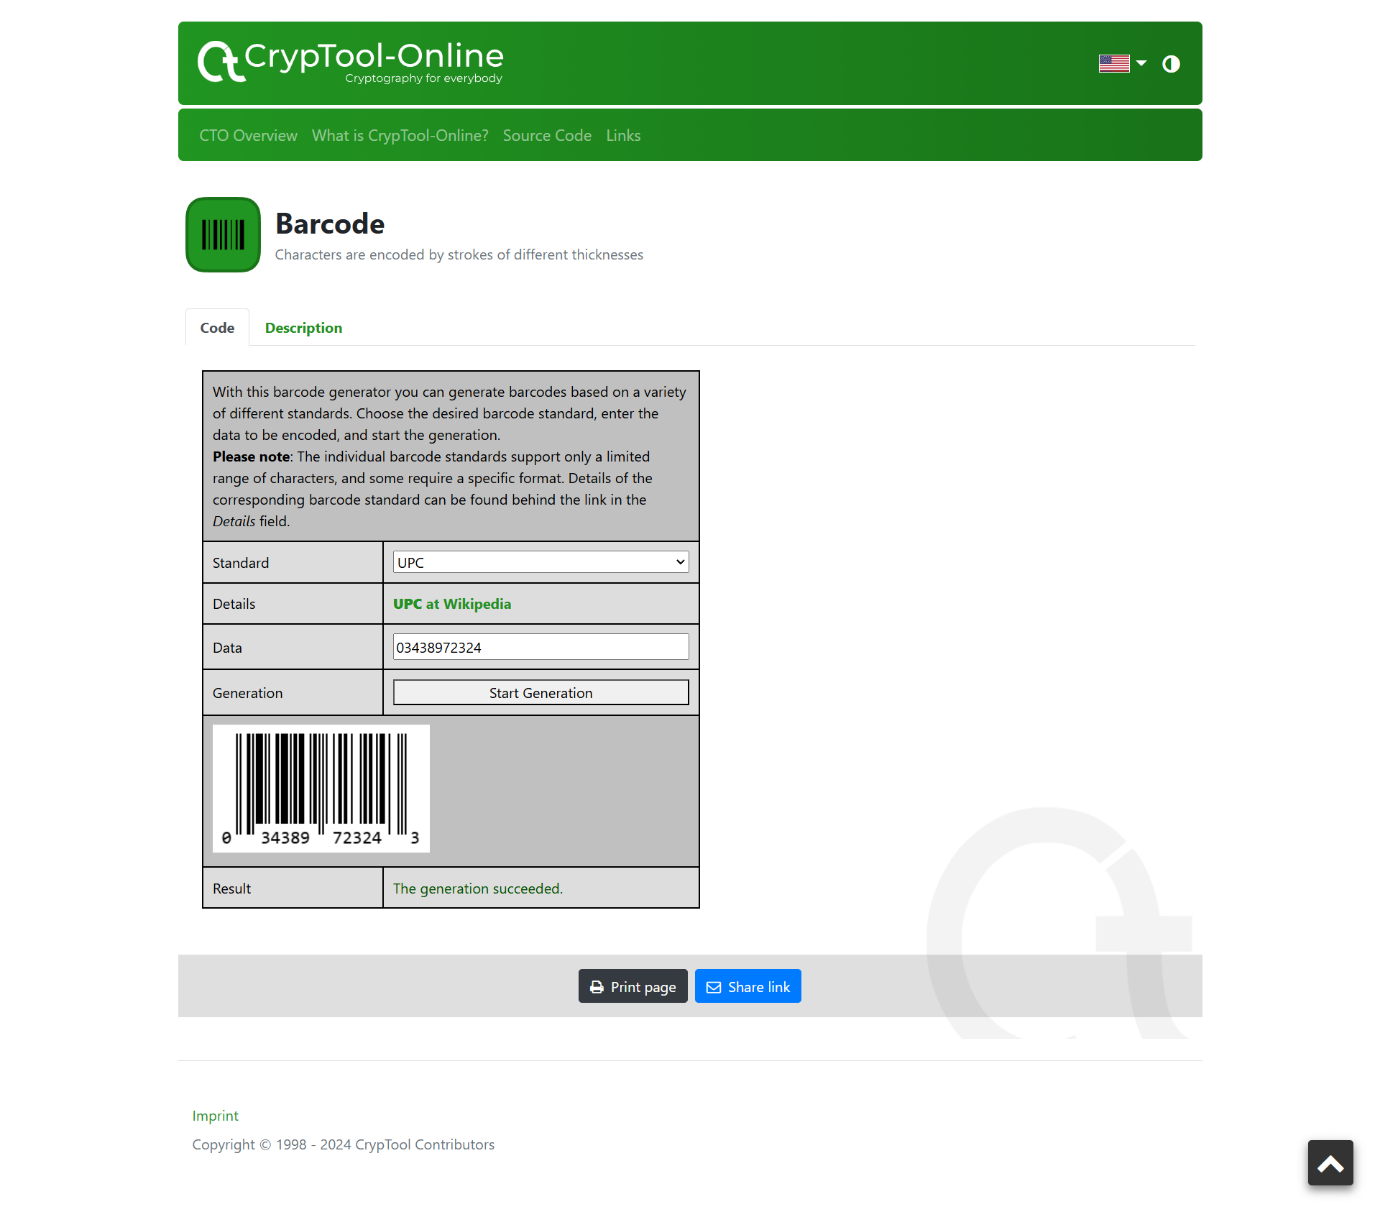 CrypTool-Online
Cryptography for everybody
CTO Overview What is CrypTool-Online? Source Code Links
Barcode
Characters are encoded by strokes of different thicknesses
Code Description
With this barcode generator you can generate barcodes based on a variety
of different standards. Choose the desired barcode standard, enter the
data to be encoded, and start the generation.
Please note: The individual barcode standards support only a limited
range of characters, and some require a specific format. Details of the
corresponding barcode standard can be found behind the link in the
Details field.
Standard UPC
Details UPC at Wikipedia
Data 03438972324
Generation Start Generation
0 34389 72324 3
Result The generation succeeded.
Print page Share link
Imprint
Copyright © 1998 - 2024 CrypTool Contributors